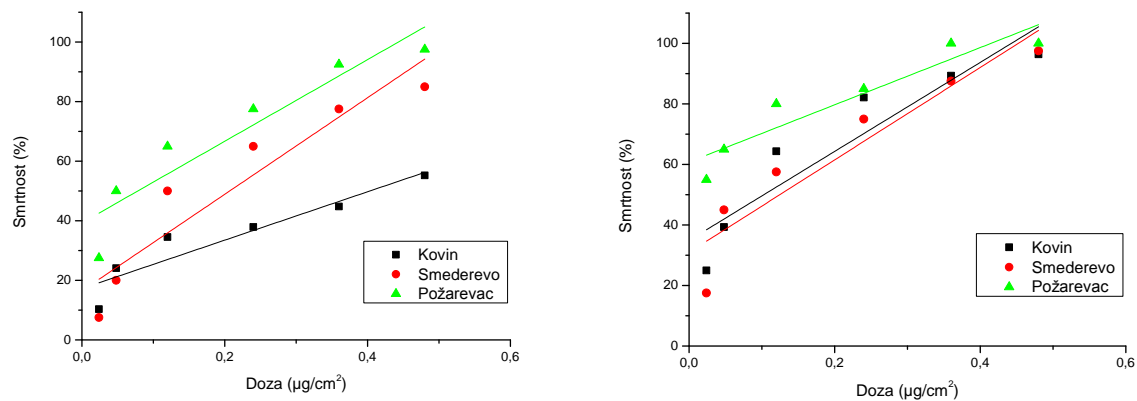 Smrtnost (%)
100
80
60
40
20
0
Kovin
Smederevo
Požarevac
0,0
0,2
0,4
0,6
Doza (µg/cm²)
Smrtnost (%)
100
80
60
40
20
0
Kovin
Smederevo
Požarevac
0,0
0,2
0,4
0,6
Doza (µg/cm²)